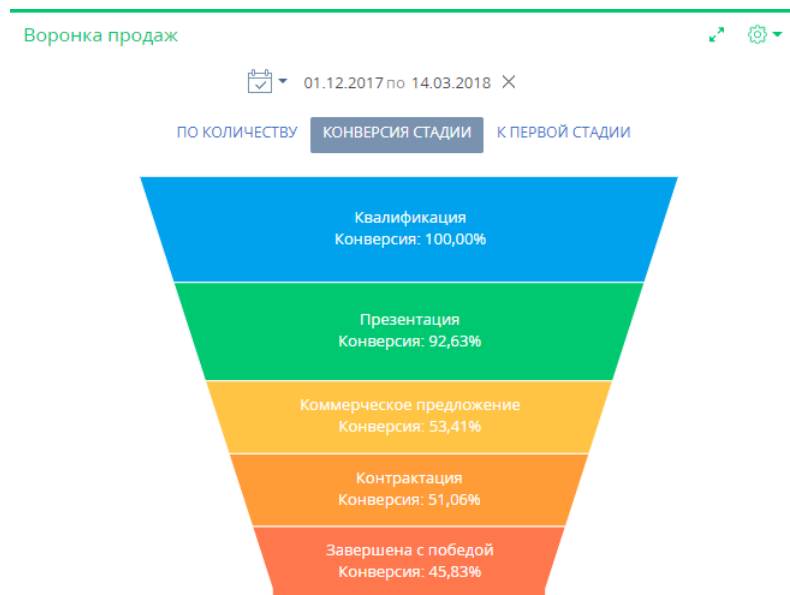 Воронка продаж
01.12.2017 по 14.03.2018
ПО КОЛИЧЕСТВУ КОНВЕРСИЯ СТАДИИ К ПЕРВОЙ СТАДИИ
Квалификация
Конверсия: 100,00%
Презентация
Конверсия: 92,63%
Коммерческое предложение
Конверсия: 53,41%
Контрактация
Конверсия: 51,06%
Завершена с победой
Конверсия: 45,83%